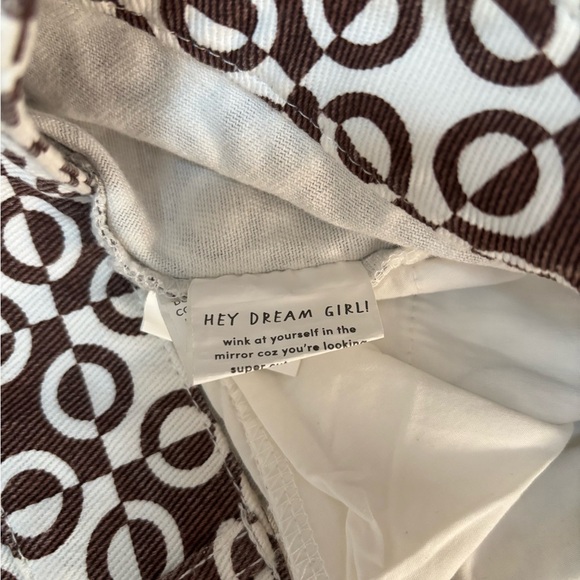 HEY DREAM GIRL!
wink at yourself in the
mirror coz you're looking
super